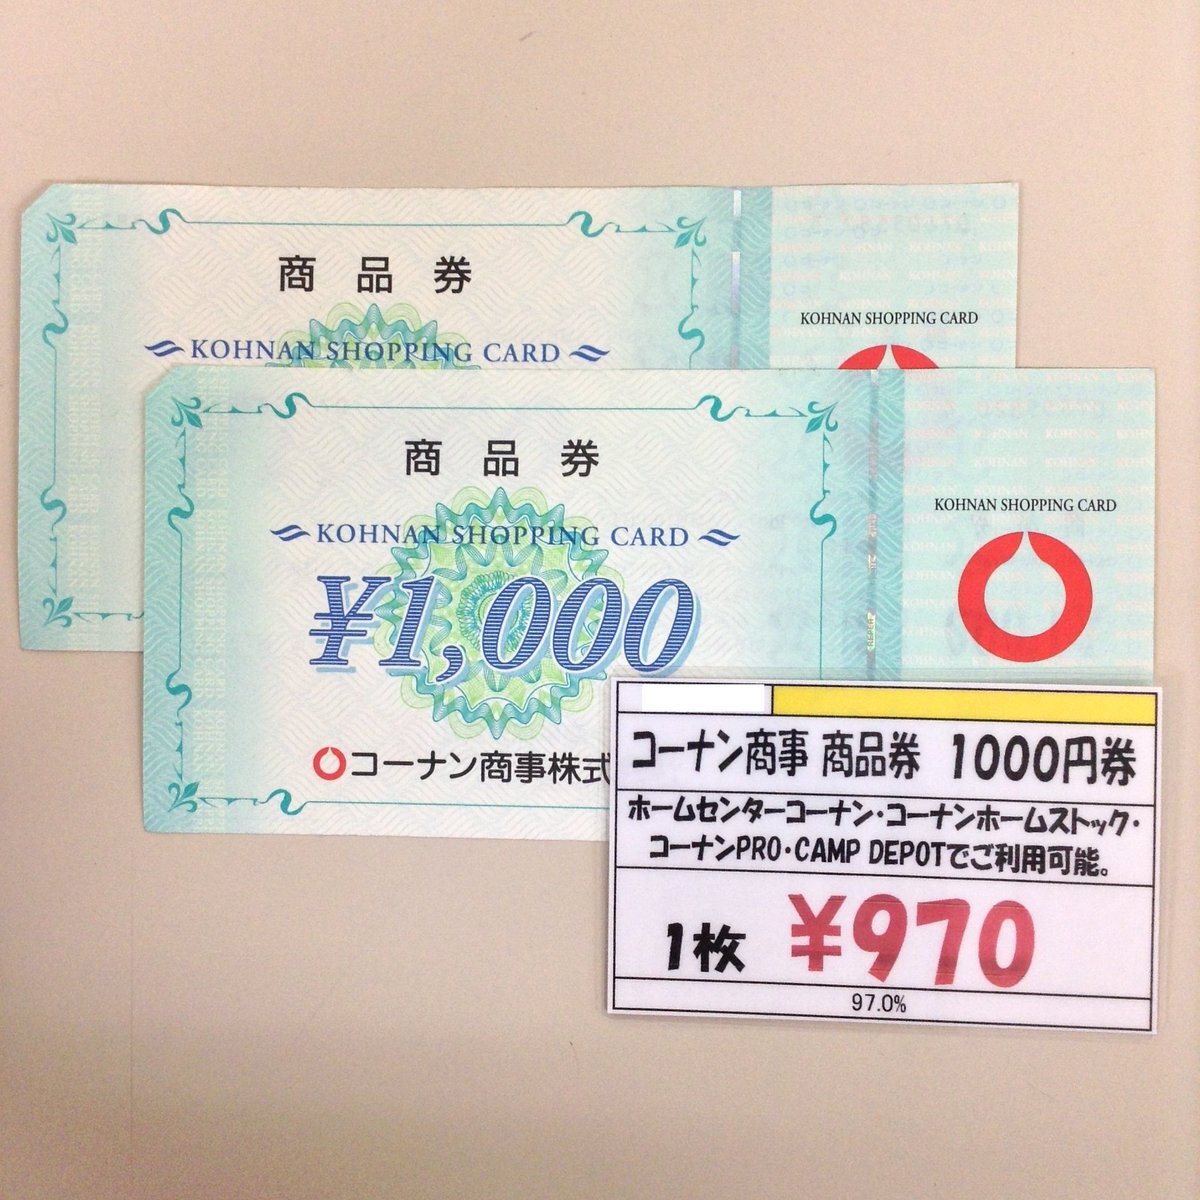 商品券
KOHNAN SHOPPING CARD
KOHNAN SHOPPING CARD
商品券
KOHNAN SHOPPING CARD
¥1,000
コーナン商事株式
KOHNAN SHOPPING CARD
コーナン商事 商品券 1000円券
ホームセンターコーナン・コーナンホームストック・
コーナンPRO・CAMP DEPOTでご利用可能。
1枚 ¥970
97.0%